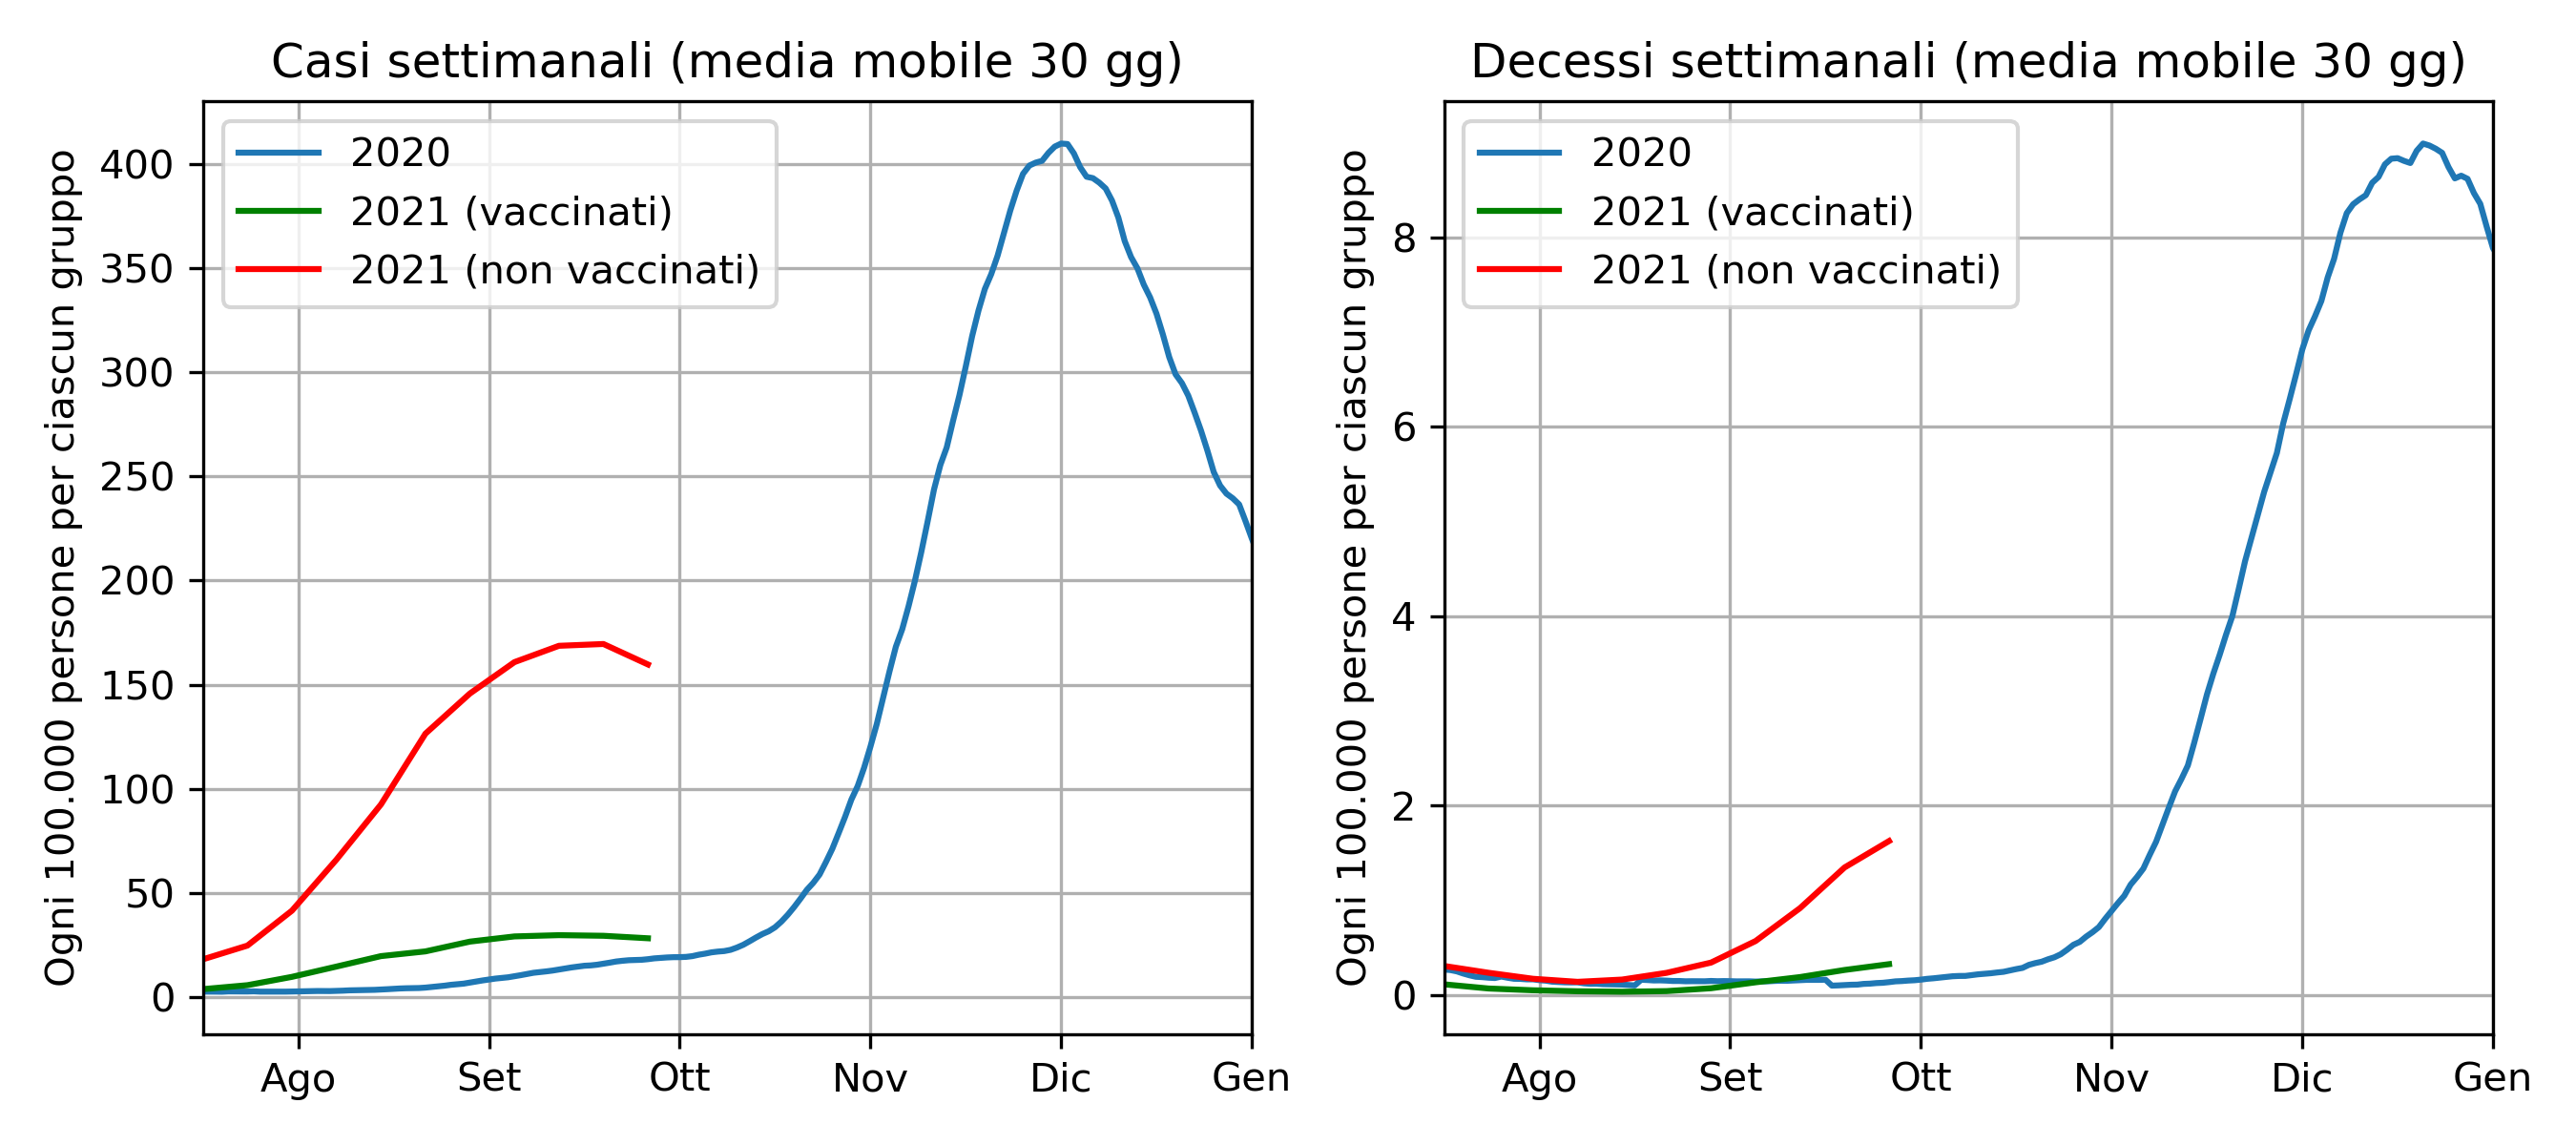 Casi settimanali (media mobile 30 gg)
Ogni 100.000 persone per ciascun gruppo
400
350
300
250
200
150
100
50
0
2020
2021 (vaccinati)
2021 (non vaccinati)
Ago Set Ott Nov Dic Gen
Decessi settimanali (media mobile 30 gg)
Ogni 100.000 persone per ciascun gruppo
8
6
4
2
0
2020
2021 (vaccinati)
2021 (non vaccinati)
Ago Set Ott Nov Dic Gen